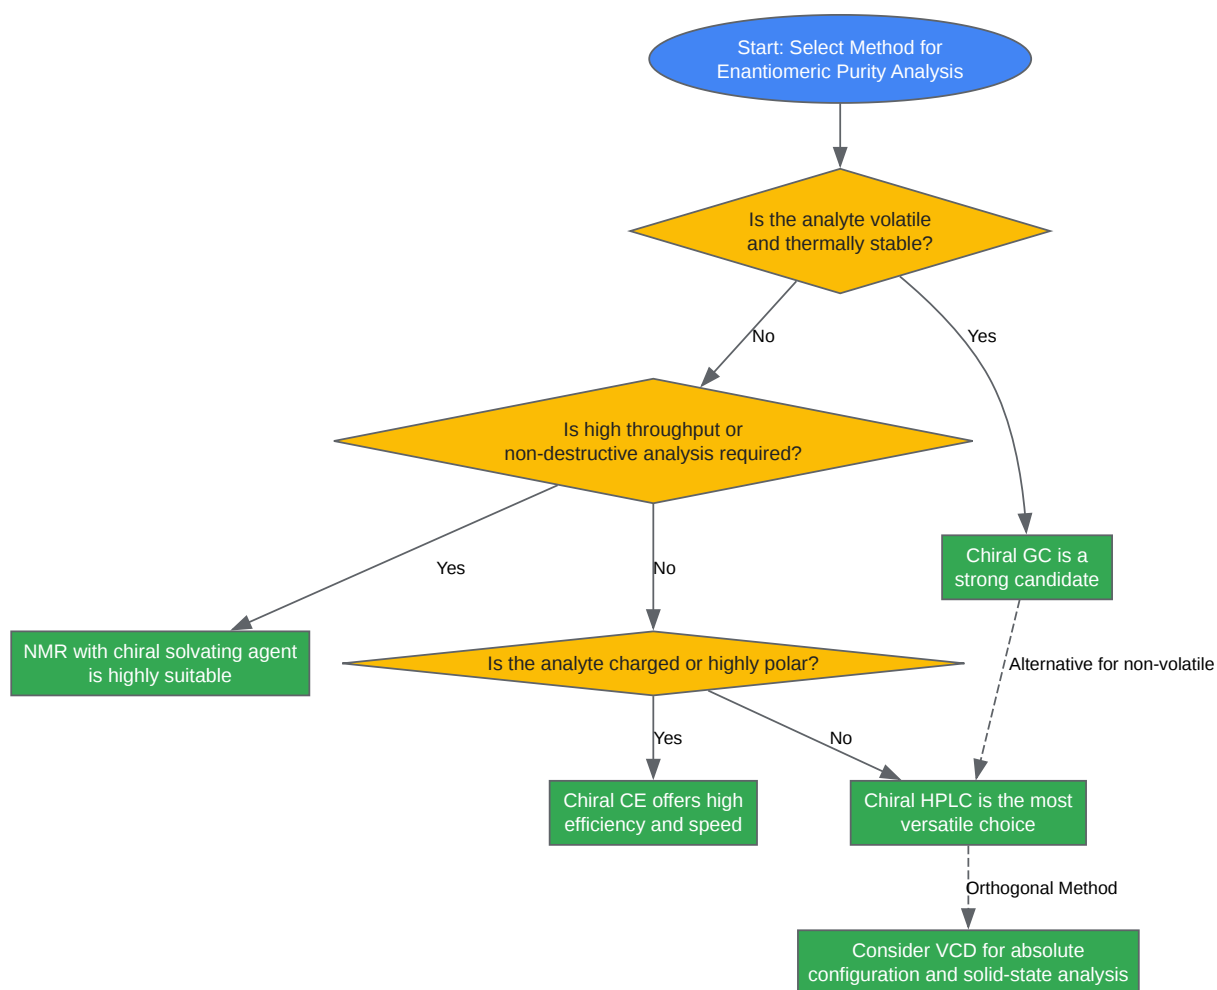 Start: Select Method for
Enantiomeric Purity Analysis
Is the analyte volatile
and thermally stable?
No
Yes
Is high throughput or
non-destructive analysis required?
Yes
No
Chiral GC is a
strong candidate
NMR with chiral solvating agent
is highly suitable
Is the analyte charged or highly polar?
Alternative for non-volatile
Yes
No
Chiral CE offers high
efficiency and speed
Chiral HPLC is the most
versatile choice
Orthogonal Method
Consider VCD for absolute
configuration and solid-state analysis